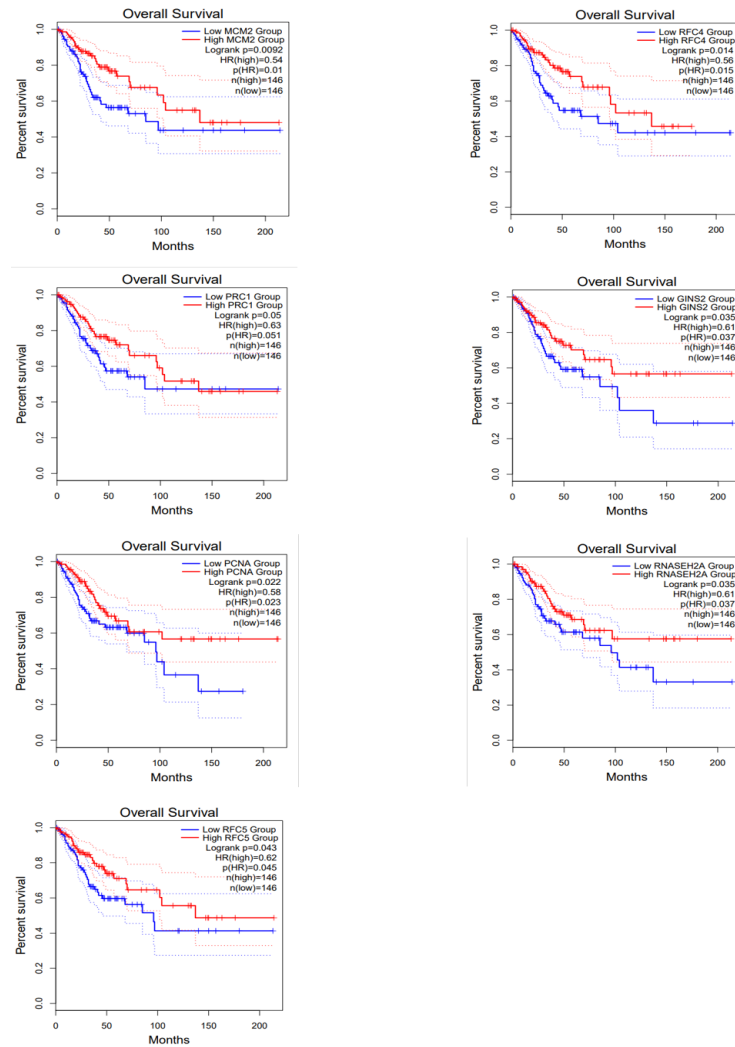 Overall Survival
Low MCM2 Group
High MCM2 Group
Logrank p=0.0092
HR(high)=0.54
p(HR)=0.01
n(high)=146
n(low)=146
Percent survival
0.0 0.2 0.4 0.6 0.8 1.0
0 50 100 150 200
Months
Overall Survival
Low RFC4 Group
High RFC4 Group
Logrank p=0.014
HR(high)=0.56
p(HR)=0.015
n(high)=146
n(low)=146
Percent survival
0.0 0.2 0.4 0.6 0.8 1.0
0 50 100 150 200
Months
Overall Survival
Low PRC1 Group
High PRC1 Group
Logrank p=0.05
HR(high)=0.63
p(HR)=0.051
n(high)=146
n(low)=146
Percent survival
0.0 0.2 0.4 0.6 0.8 1.0
0 50 100 150 200
Months
Overall Survival
Low GINS2 Group
High GINS2 Group
Logrank p=0.035
HR(high)=0.61
p(HR)=0.037
n(high)=146
n(low)=146
Percent survival
0.0 0.2 0.4 0.6 0.8 1.0
0 50 100 150 200
Months
Overall Survival
Low PCNA Group
High PCNA Group
Logrank p=0.022
HR(high)=0.58
p(HR)=0.023
n(high)=146
n(low)=146
Percent survival
0.0 0.2 0.4 0.6 0.8 1.0
0 50 100 150 200
Months
Overall Survival
Low RNASEH2A Group
High RNASEH2A Group
Logrank p=0.035
HR(high)=0.61
p(HR)=0.037
n(high)=146
n(low)=146
Percent survival
0.0 0.2 0.4 0.6 0.8 1.0
0 50 100 150 200
Months
Overall Survival
Low RFC5 Group
High RFC5 Group
Logrank p=0.043
HR(high)=0.62
p(HR)=0.045
n(high)=146
n(low)=146
Percent survival
0.0 0.2 0.4 0.6 0.8 1.0
0 50 100 150 200
Months